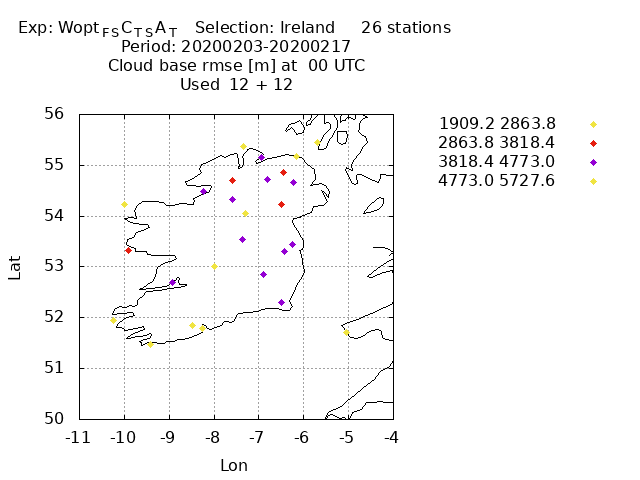 Exp: Wopt FS C TS A T   Selection: Ireland     26 stations
Period: 20200203-20200217
Cloud base rmse [m] at  00 UTC
Used  12 + 12
1909.2 2863.8
2863.8 3818.4
3818.4 4773.0
4773.0 5727.6
56
55
54
53
52
51
50
Lat
-11 -10 -9 -8 -7 -6 -5 -4
Lon